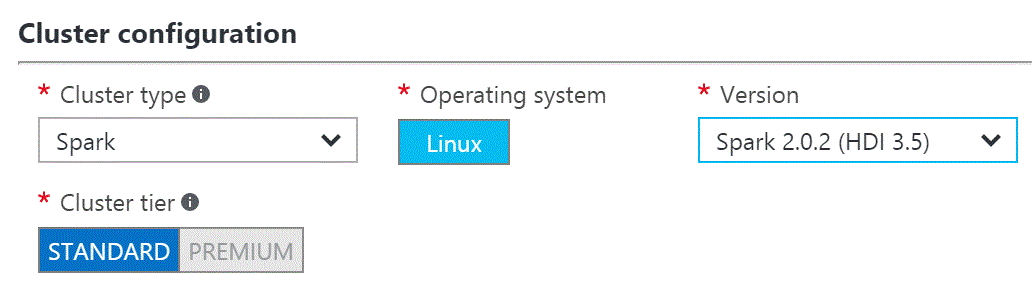 Cluster configuration
* Cluster type
* Operating system
* Version
Spark
Linux
Spark 2.0.2 (HDI 3.5)
* Cluster tier
STANDARD
PREMIUM